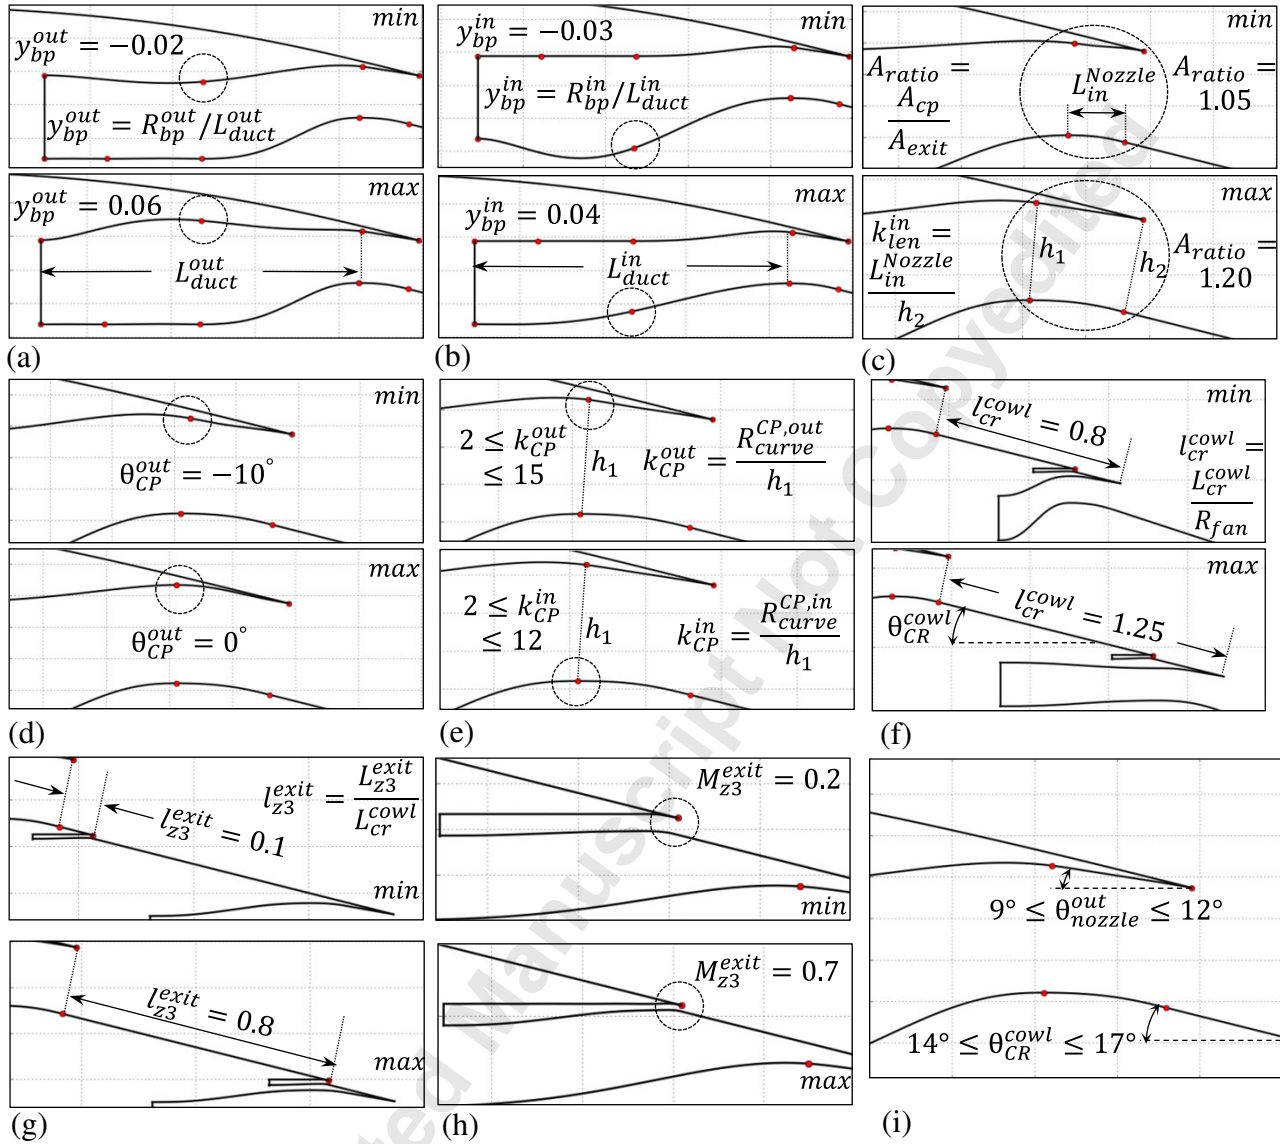 min
y_bp^out = −0.02
y_bp^out = R_bp^out/L_duct^out
max
y_bp^out = 0.06
L_duct^out
(a)
min
y_bp^in = −0.03
y_bp^in = R_bp^in/L_duct^in
max
y_bp^in = 0.04
L_duct^in
(b)
min
A_ratio =
A_cp
A_exit
L_in^Nozzle
A_ratio =
1.05
max
k_len^in =
L_in^Nozzle
h_2
h_1
h_2
A_ratio =
1.20
(c)
min
θ_CP^out = −10°
max
θ_CP^out = 0°
(d)
min
2 ≤ k_CP^out
≤ 15
h_1
k_CP^out = R_curve^CP,out
h_1
max
2 ≤ k_CP^in
≤ 12
h_1
k_CP^in = R_curve^CP,in
h_1
(e)
min
l_cr^cowl = 0.8
l_cr^cowl =
L_cr^cowl
R_fan
max
l_cr^cowl = 1.25
θ_CR^cowl
(f)
l_z3^exit = L_z3^exit
L_cr^cowl
l_z3^exit = 0.1
min
l_z3^exit = 0.8
max
(g)
M_z3^exit = 0.2
min
M_z3^exit = 0.7
max
(h)
9° ≤ θ_nozzle^out ≤ 12°
14° ≤ θ_CR^cowl ≤ 17°
(i)
ted Manuscript Not Copyedited